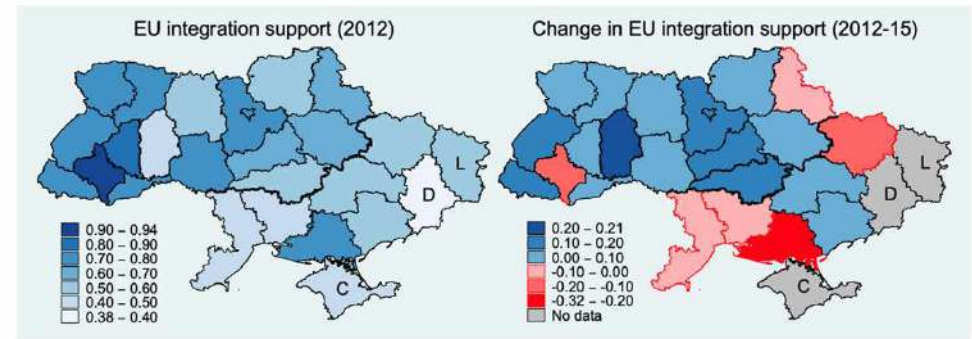 EU integration support (2012)
L
D
C
0.90 – 0.94
0.80 – 0.90
0.70 – 0.80
0.60 – 0.70
0.50 – 0.60
0.40 – 0.50
0.38 – 0.40
Change in EU integration support (2012-15)
L
D
C
0.20 – 0.21
0.10 – 0.20
0.00 – 0.10
-0.10 – 0.00
-0.20 – -0.10
-0.32 – -0.20
No data